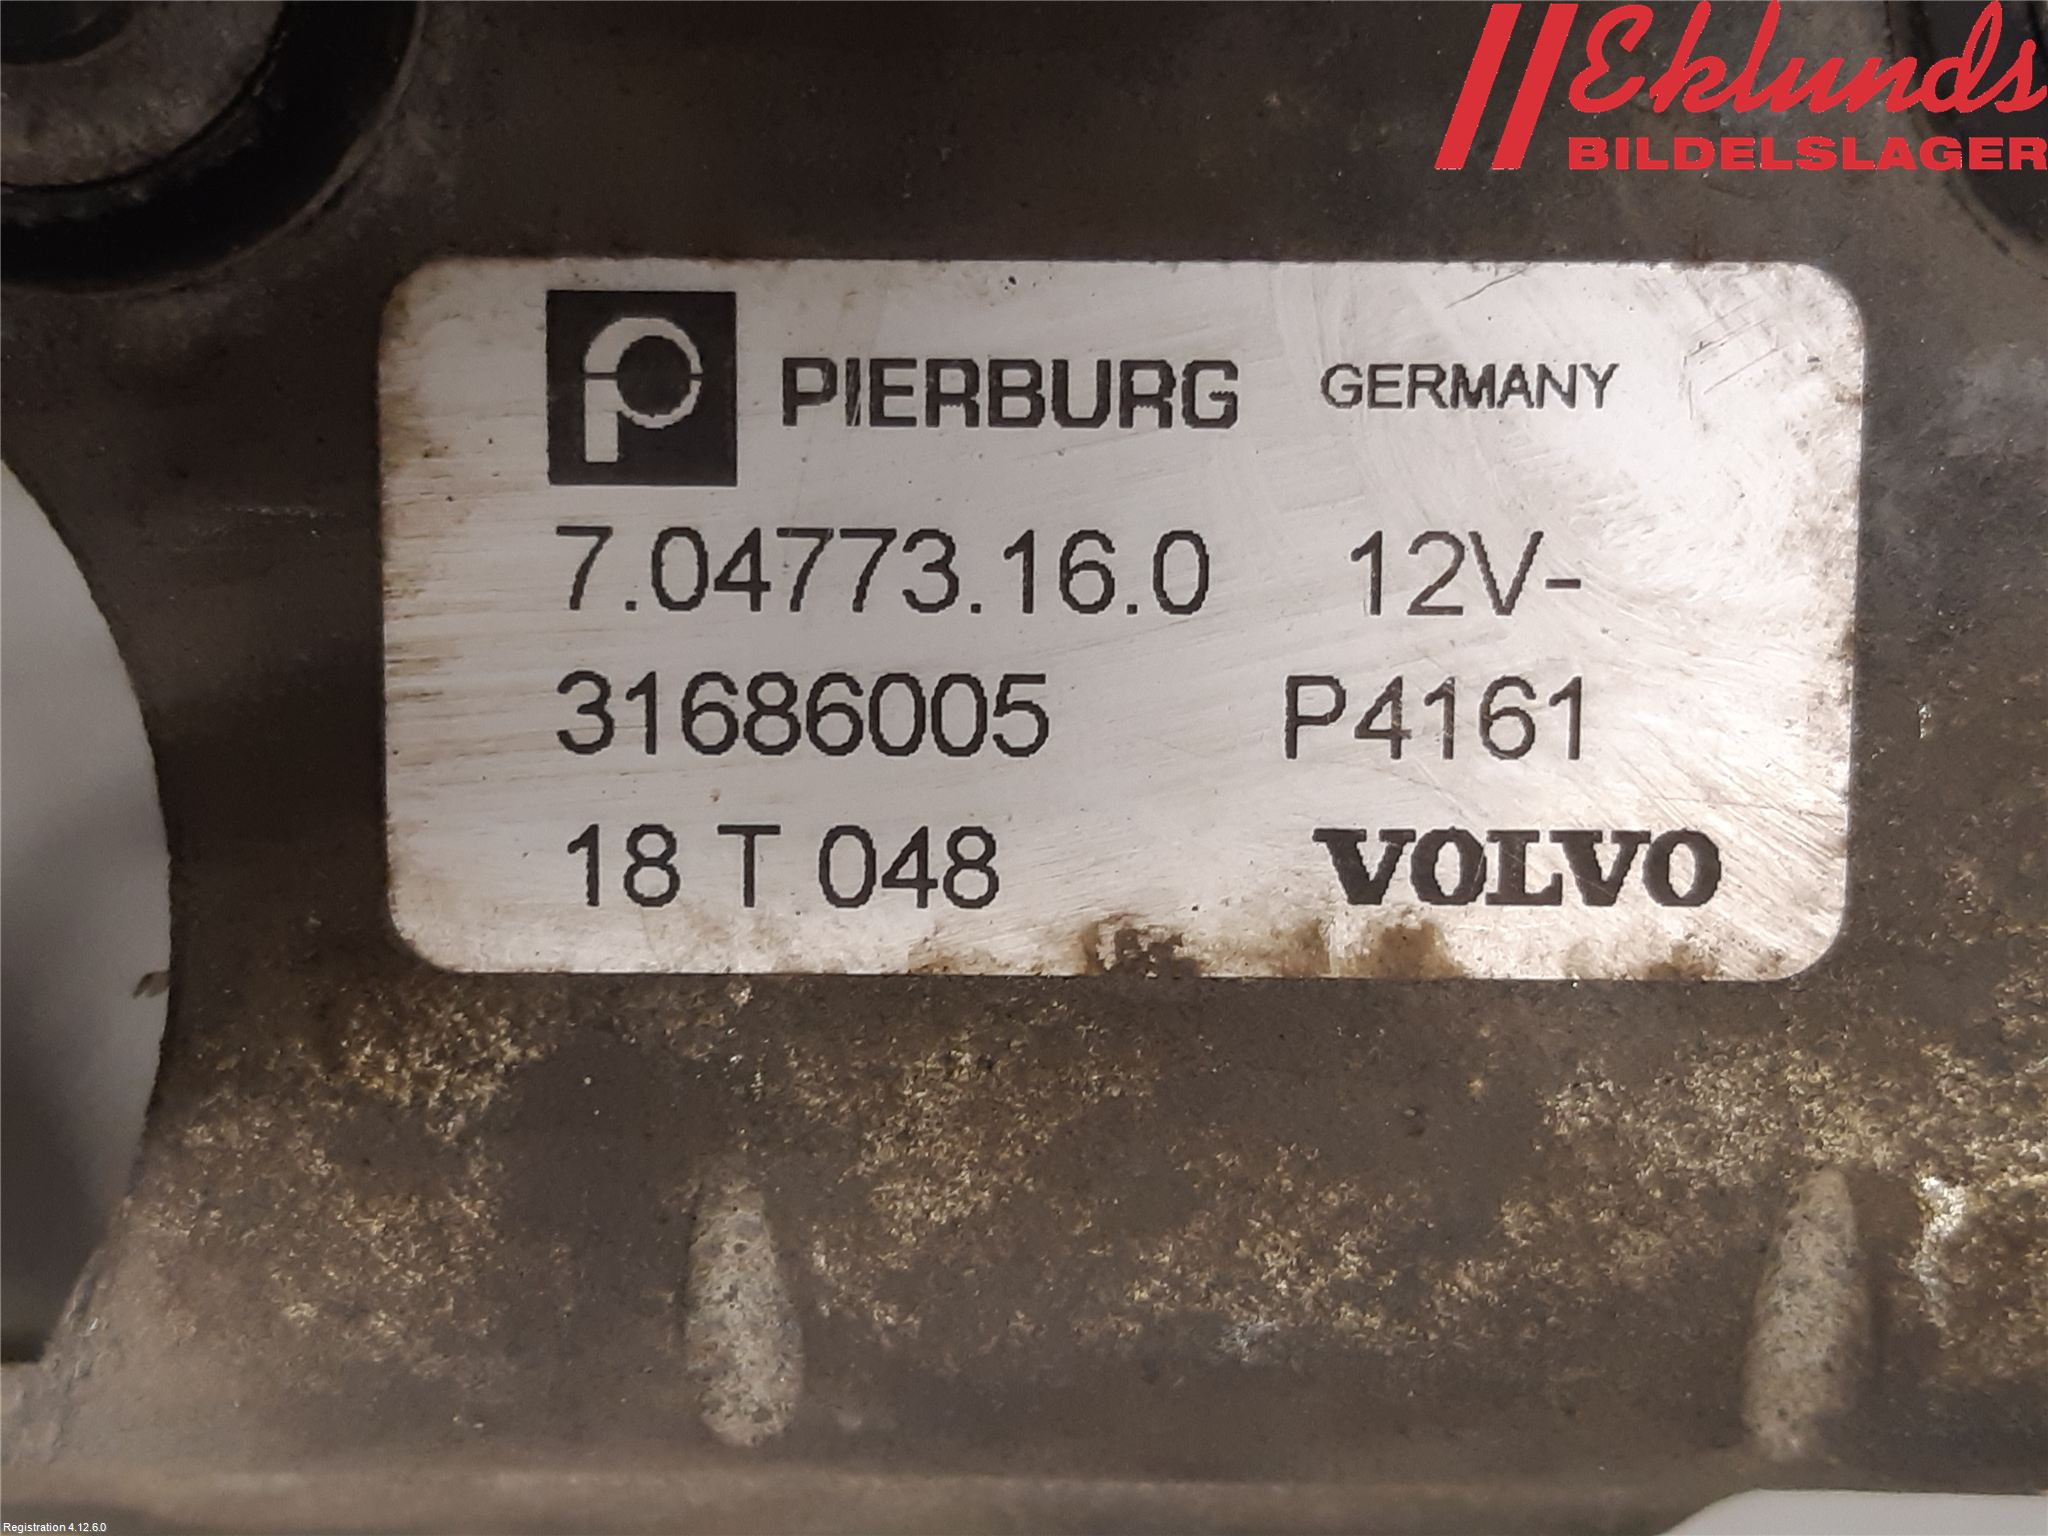 Eklunds
BILDELSLAGER
PIERBURG GERMANY
7.04773.16.0 12V-
31686005 P4161
18 T 048 VOLVO
Registration 4.12.6.0